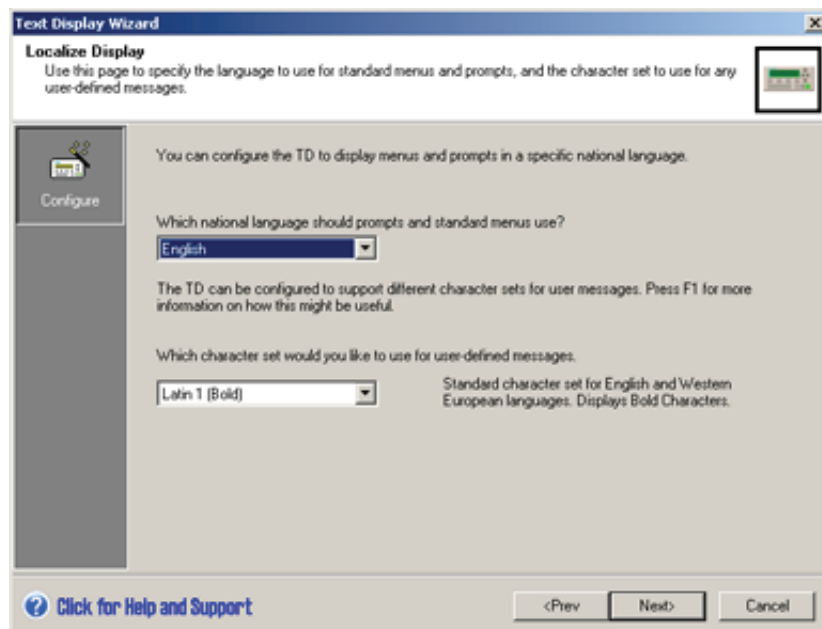 Text Display Wizard
Localize Display
Use this page to specify the language to use for standard menus and prompts, and the character set to use for any
user-defined messages.
Configure
You can configure the TD to display menus and prompts in a specific national language.
Which national language should prompts and standard menus use?
English
The TD can be configured to support different character sets for user messages. Press F1 for more
information on how this might be useful.
Which character set would you like to use for user-defined messages.
Latin 1 (Bold)
Standard character set for English and Western
European languages. Displays Bold Characters.
Click for Help and Support
<Prev
Next>
Cancel